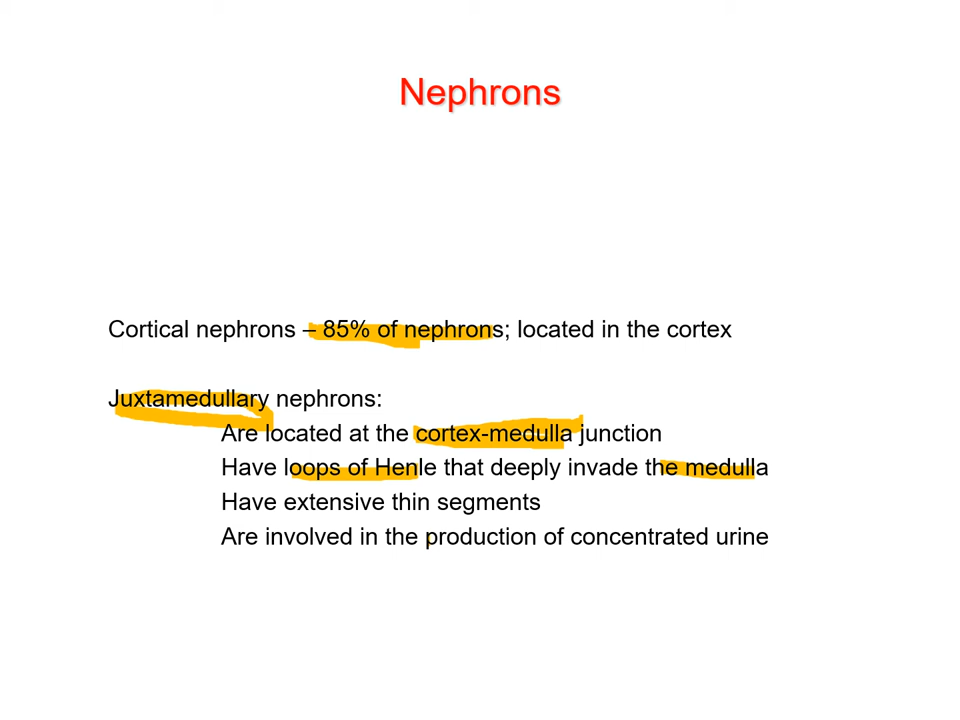 Nephrons
Cortical nephrons – 85% of nephrons; located in the cortex
Juxtamedullary nephrons:
Are located at the cortex-medulla junction
Have loops of Henle that deeply invade the medulla
Have extensive thin segments
Are involved in the production of concentrated urine